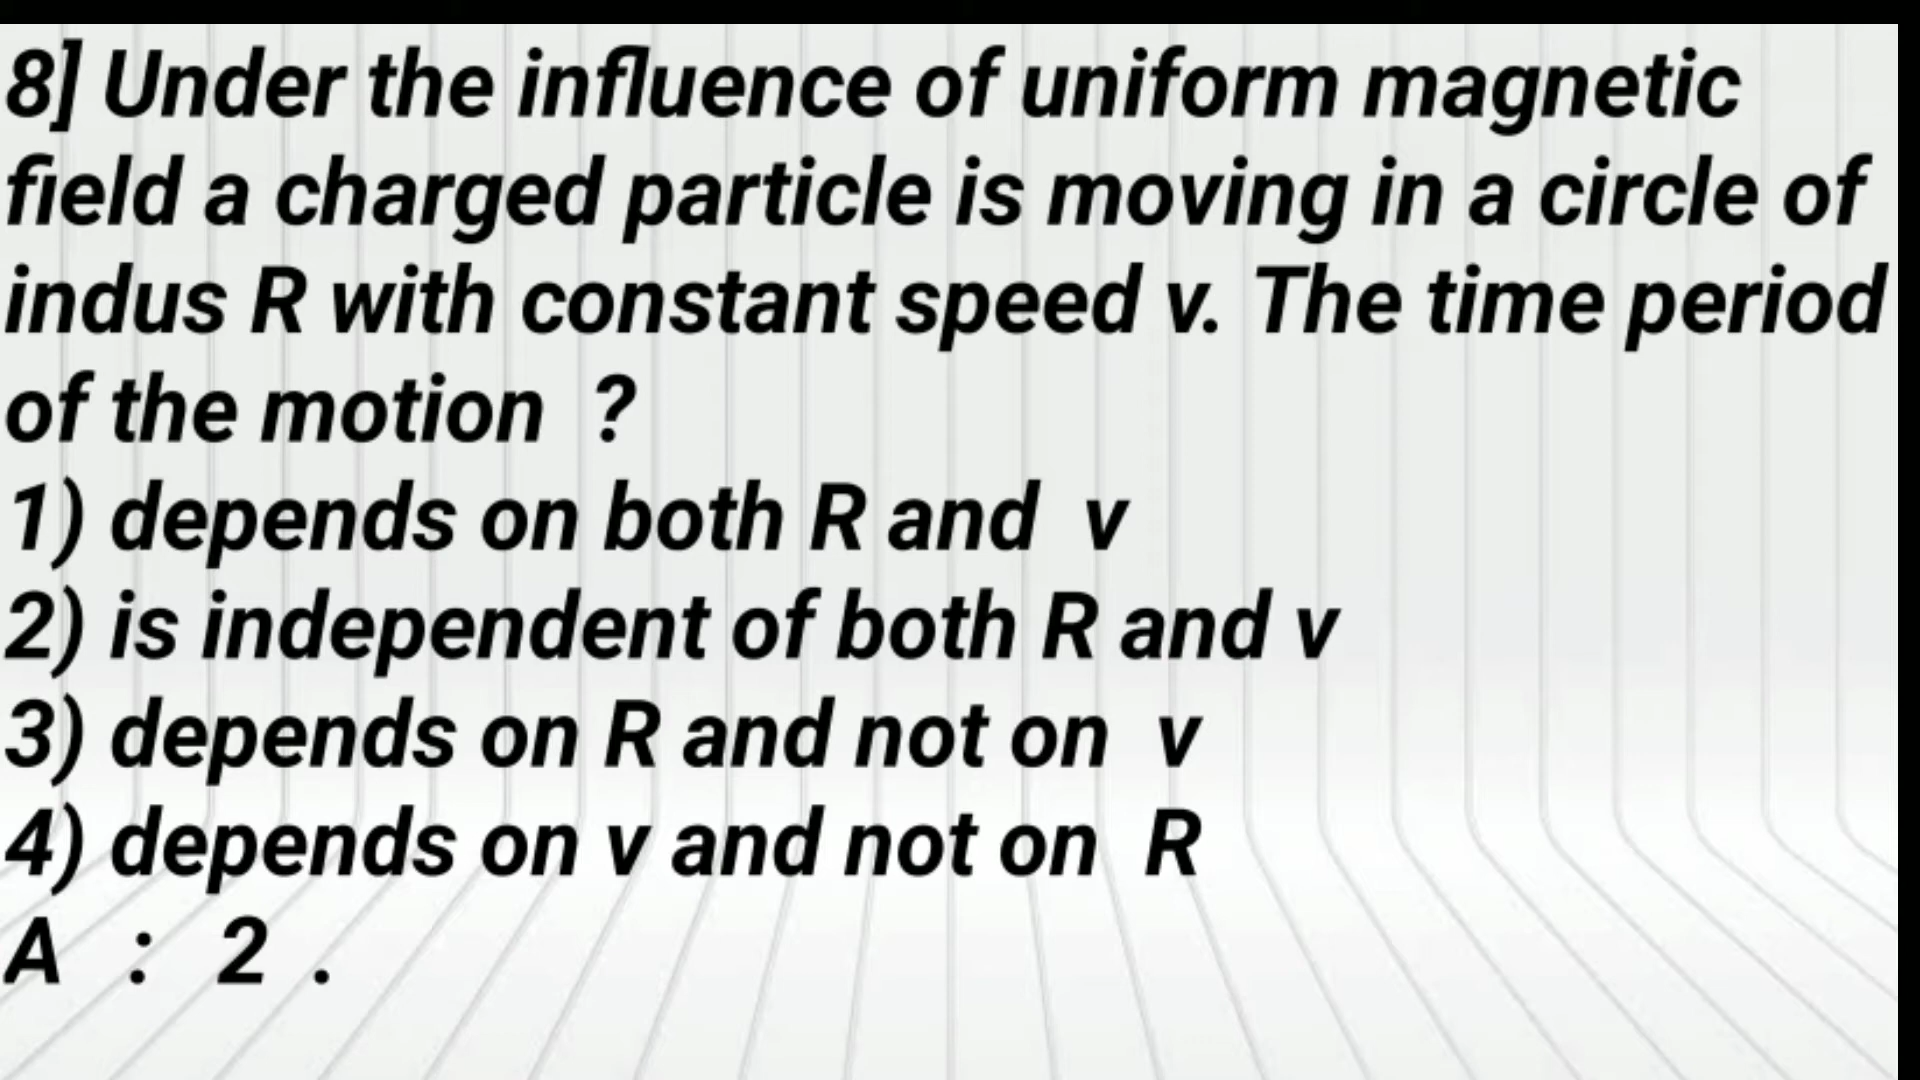 8] Under the influence of uniform magnetic
field a charged particle is moving in a circle of
indus R with constant speed v. The time period
of the motion ?
1) depends on both R and v
2) is independent of both R and v
3) depends on R and not on v
4) depends on v and not on R
A : 2 .